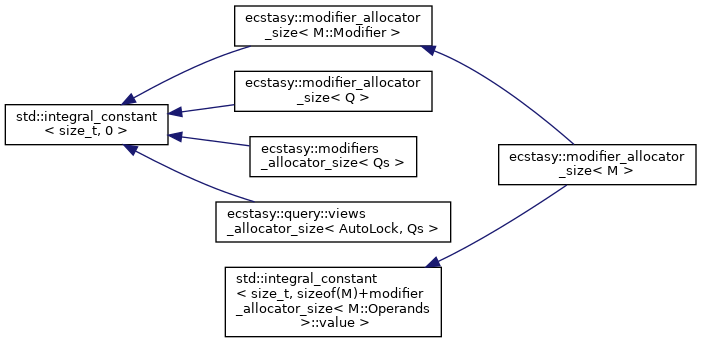 ecstasy::modifier_allocator
_size< M::Modifier >
ecstasy::modifier_allocator
_size< Q >
std::integral_constant
< size_t, 0 >
ecstasy::modifiers
_allocator_size< Qs >
ecstasy::modifier_allocator
_size< M >
ecstasy::query::views
_allocator_size< AutoLock, Qs >
std::integral_constant
< size_t, sizeof(M)+modifier
_allocator_size< M::Operands
>::value >